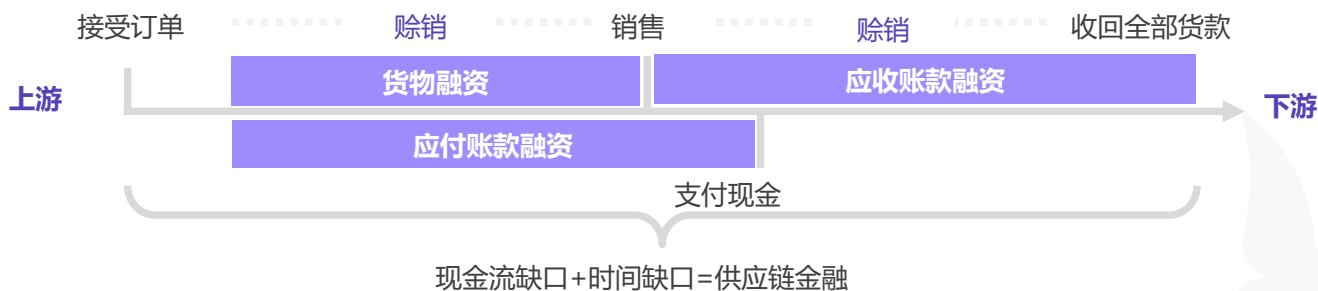 接受订单 赊销 销售 赊销 收回全部货款
货物融资 应收账款融资
上游 下游
应付账款融资
支付现金
现金流缺口+时间缺口=供应链金融